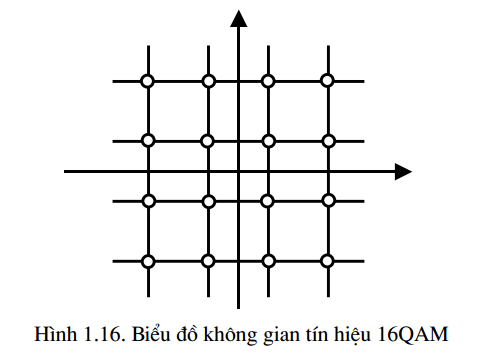 Hình 1.16. Biểu đồ không gian tín hiệu 16QAM